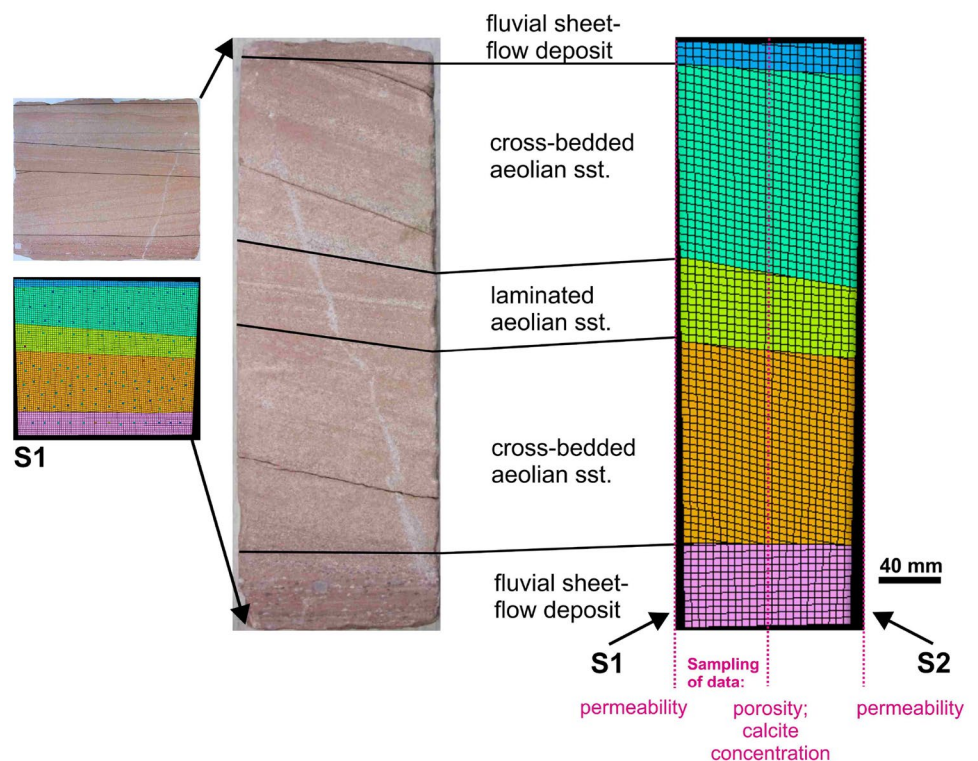 fluvial sheet-
flow deposit
cross-bedded
aeolian sst.
laminated
aeolian sst.
cross-bedded
aeolian sst.
fluvial sheet-
flow deposit
S1
40 mm
S1
S2
Sampling
of data:
permeability
porosity;
calcite
concentration
permeability